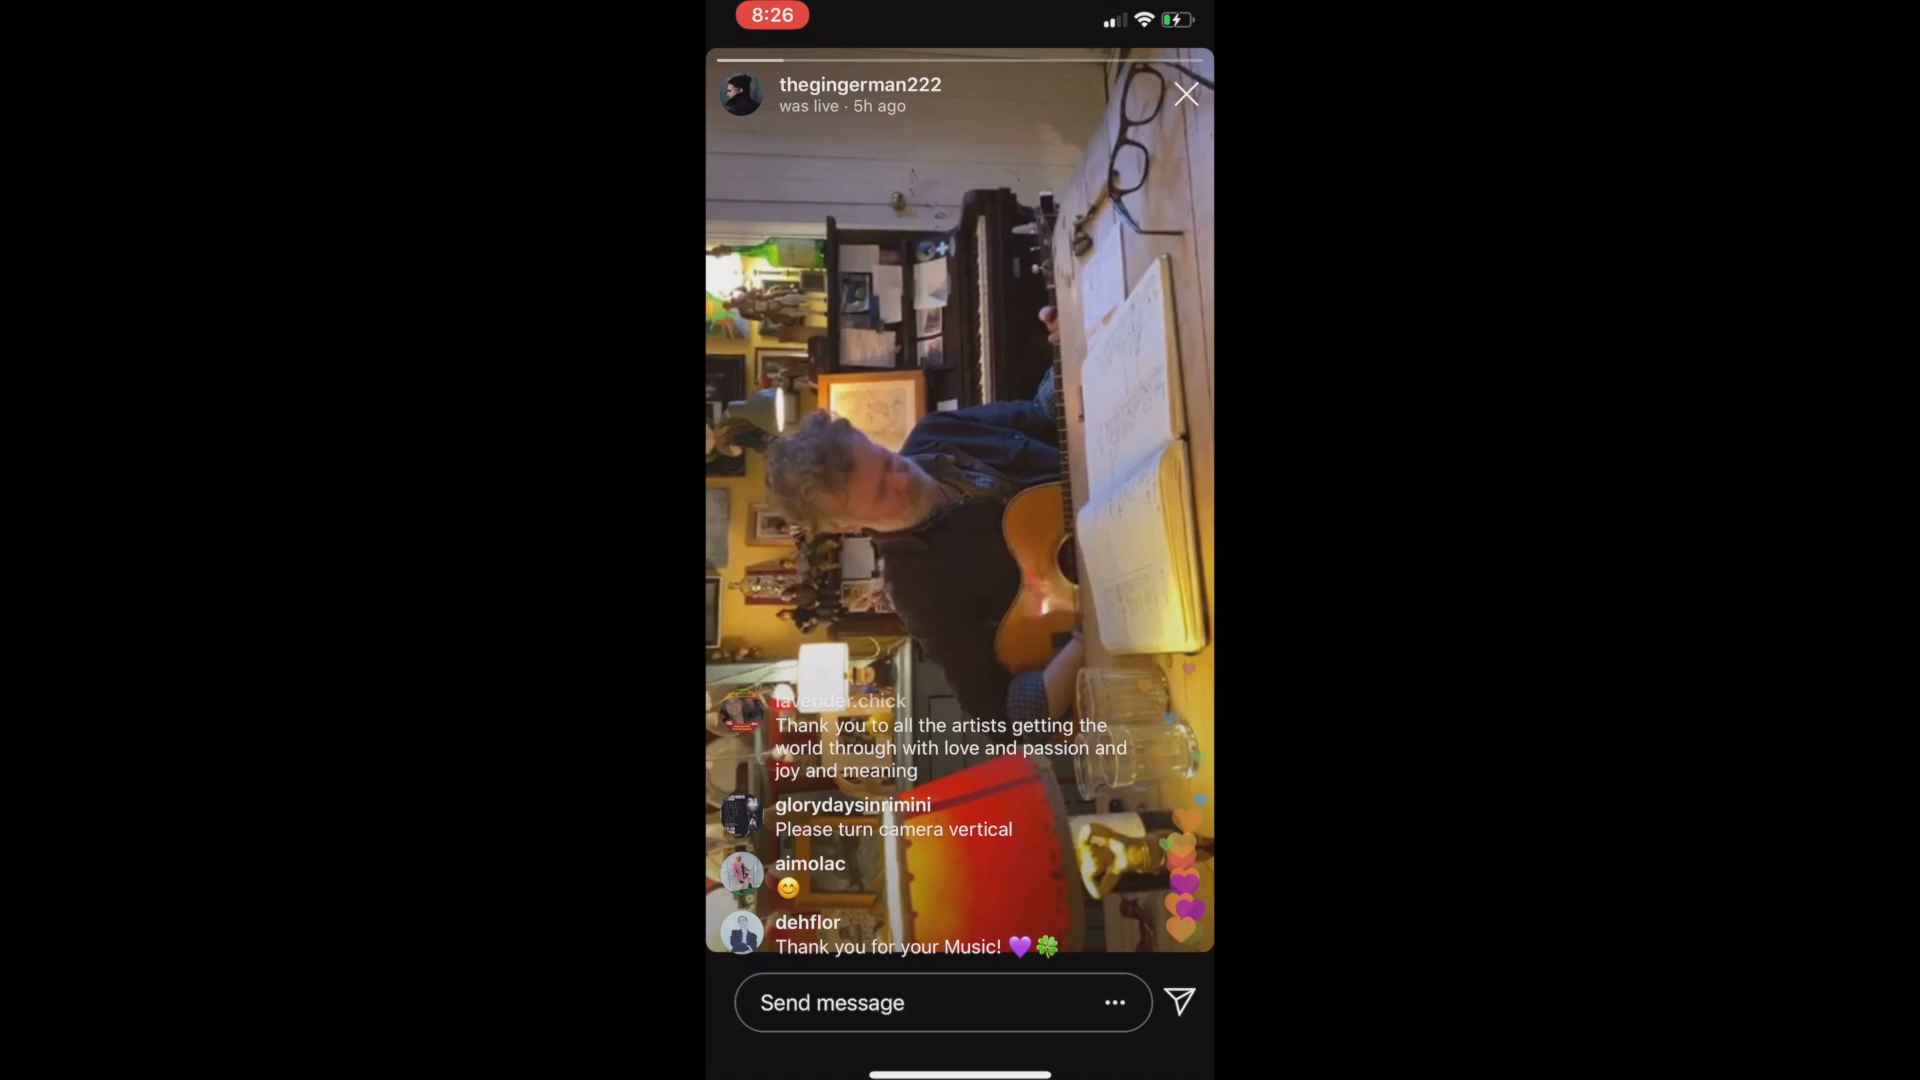 8:26
thegingerman222
was live · 5h ago
lavender.chick
Thank you to all the artists getting the
world through with love and passion and
joy and meaning
glorydaysinrimini
Please turn camera vertical
aimolac
😊
dehflor
Thank you for your Music! 💜🍀
Send message